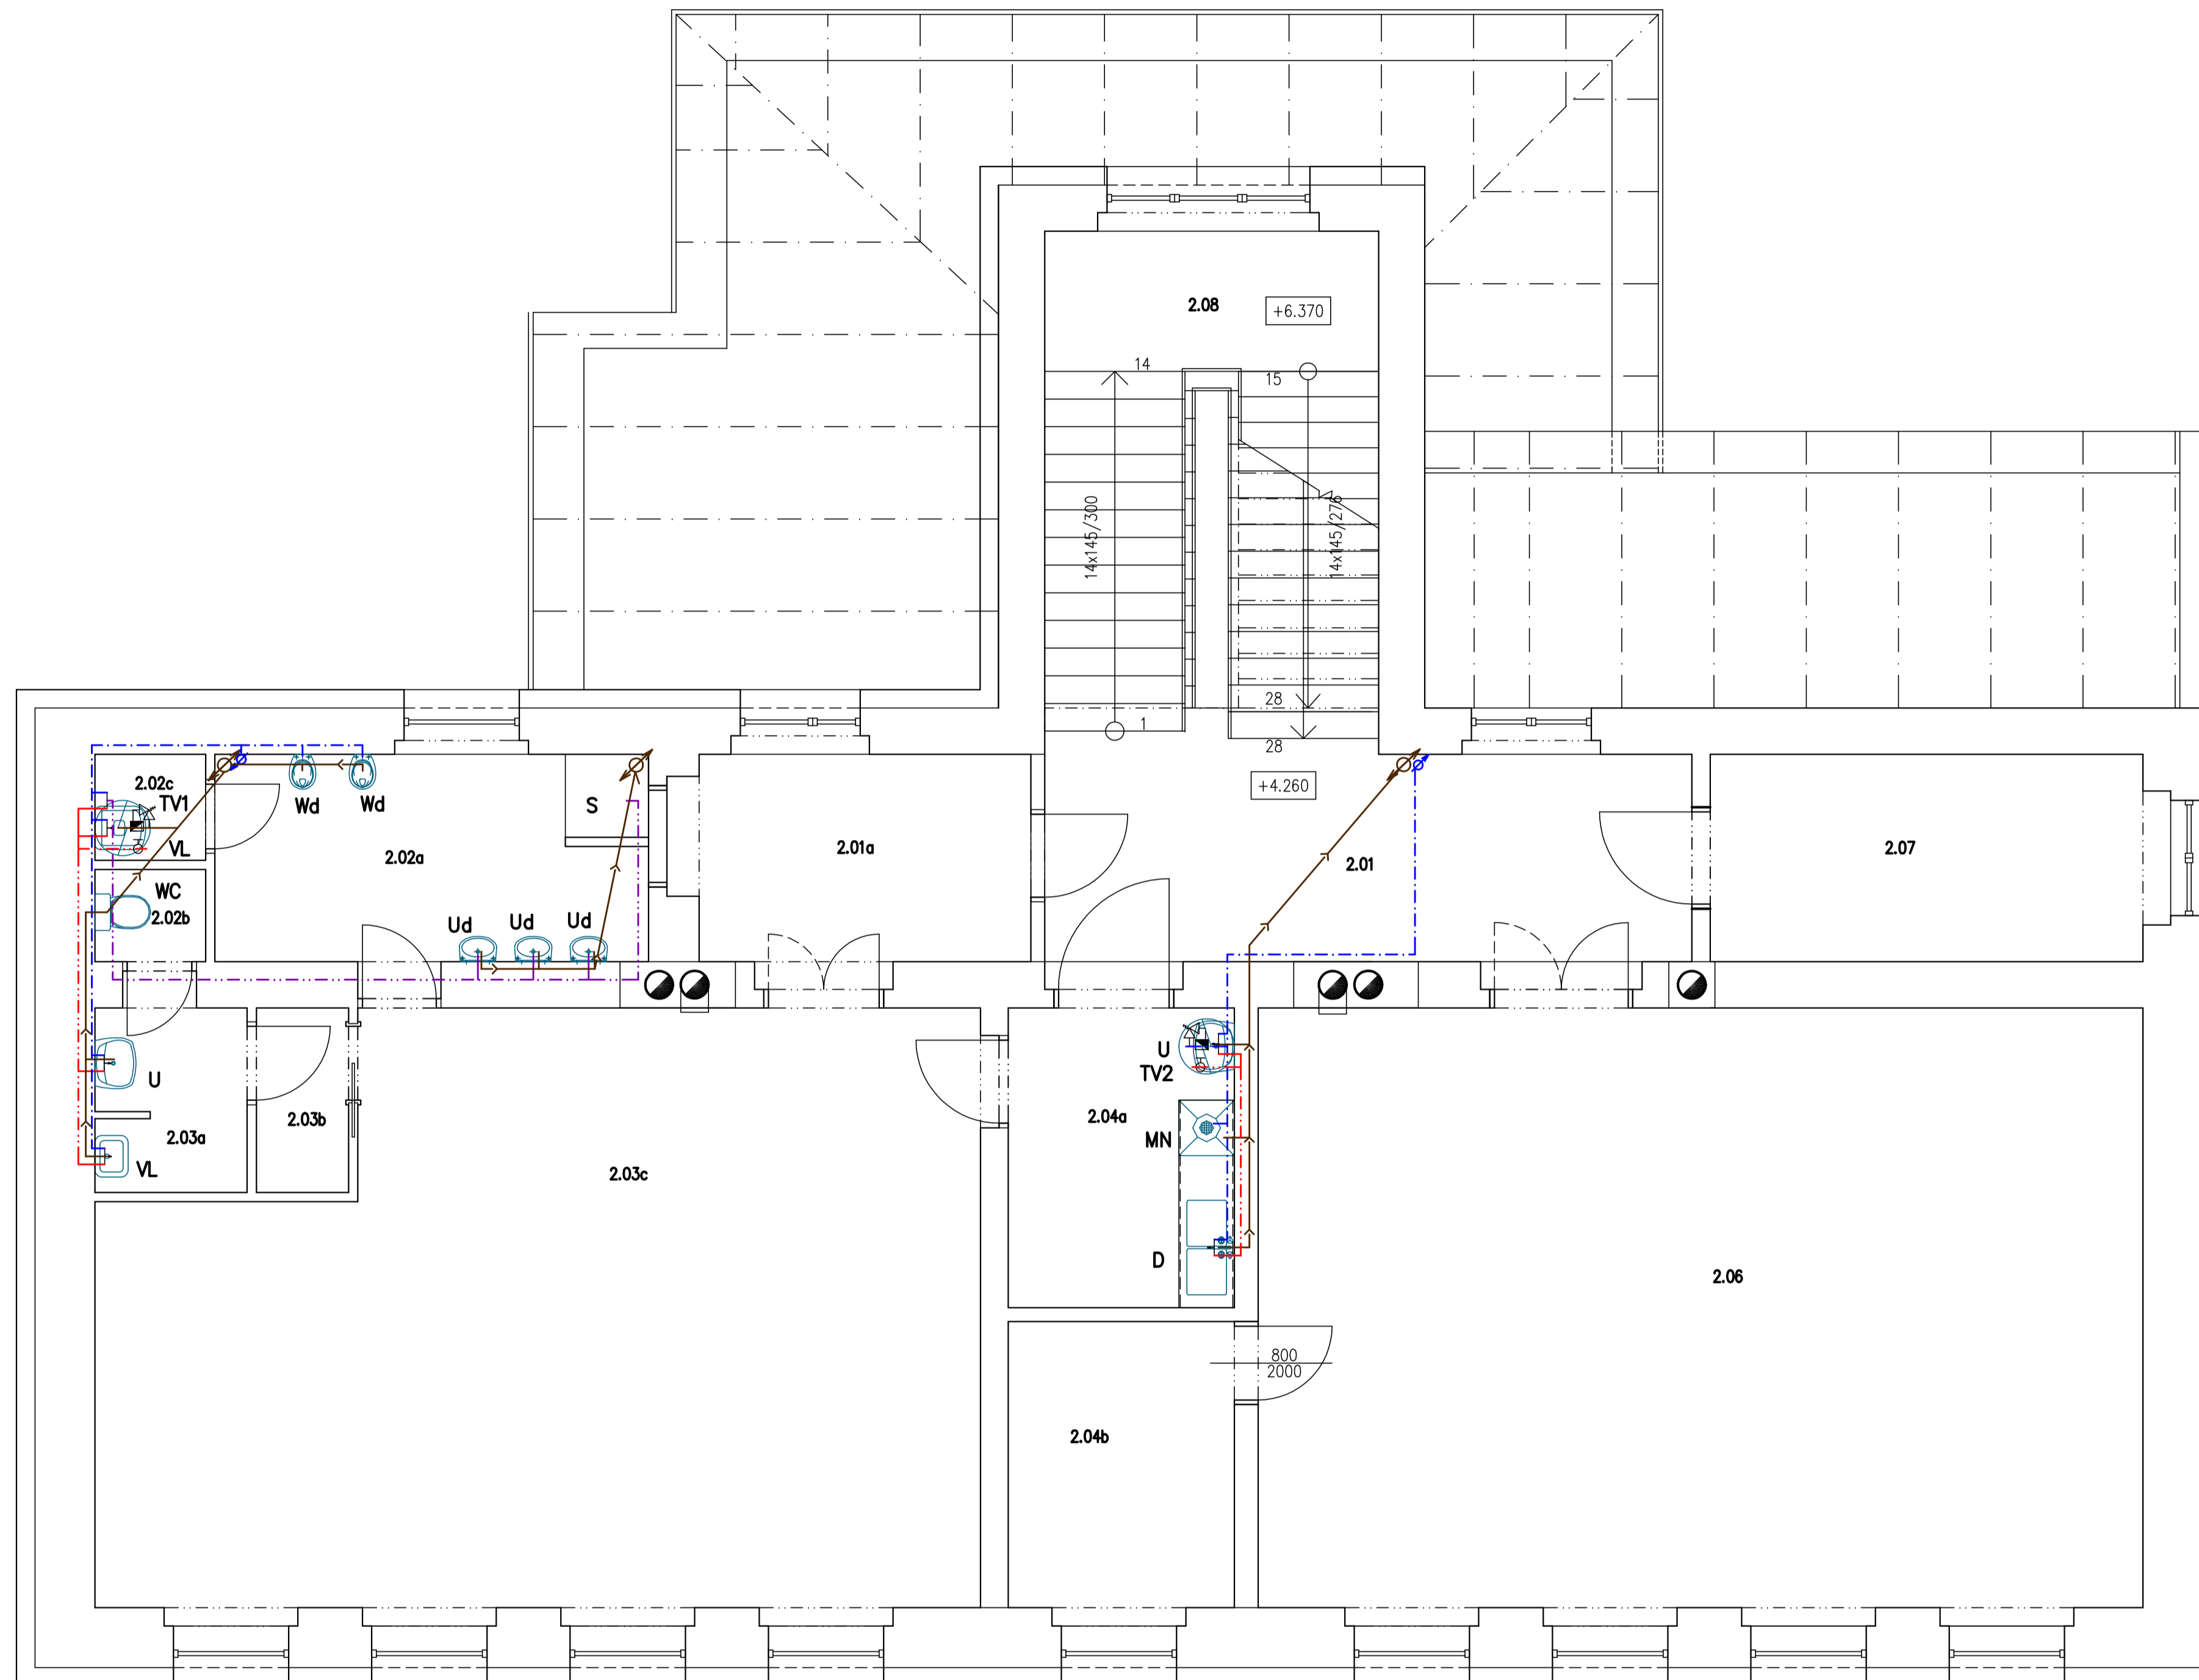 2.08
+6.370
14
15
14x145/300
14x145/276
28
1
28
+4.260
2.02c
TV1
Wd
Wd
S
VL
2.02a
2.01a
2.01
2.07
WC
2.02b
Ud
Ud
Ud
U
TV2
U
2.03b
2.04a
2.03a
MN
VL
2.03c
D
2.06
800
2000
2.04b